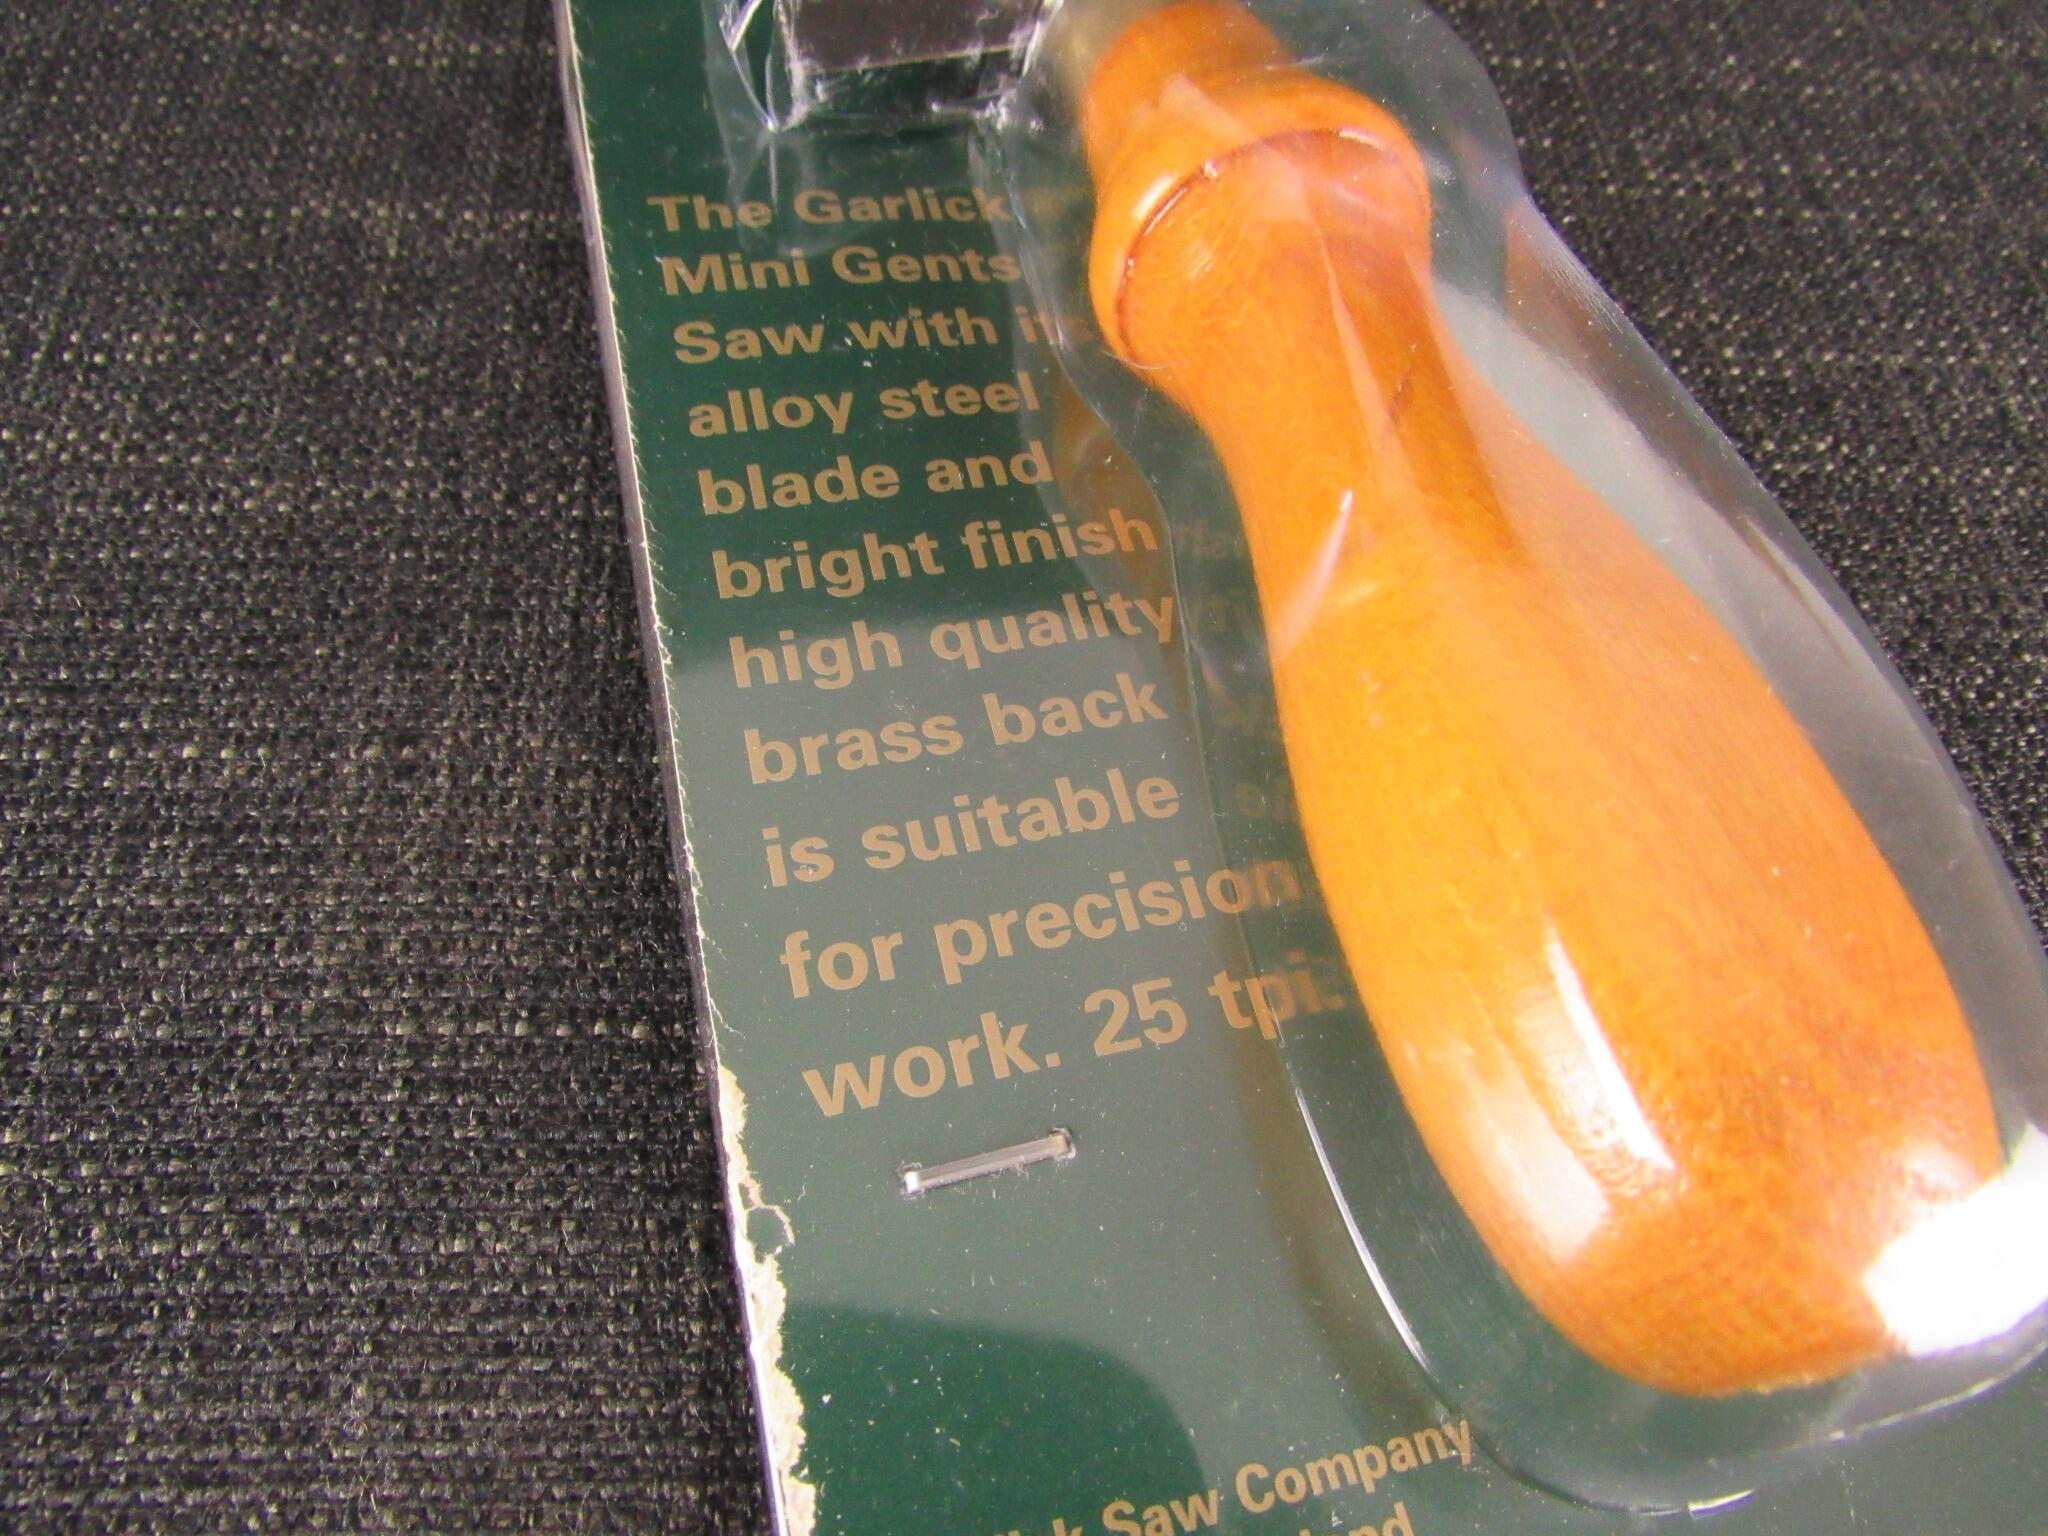 The Garlick
Mini Gents
Saw with its
alloy steel
blade and
bright finish
high quality
brass back
is suitable
for precision
work. 25 tpi.
Saw Company